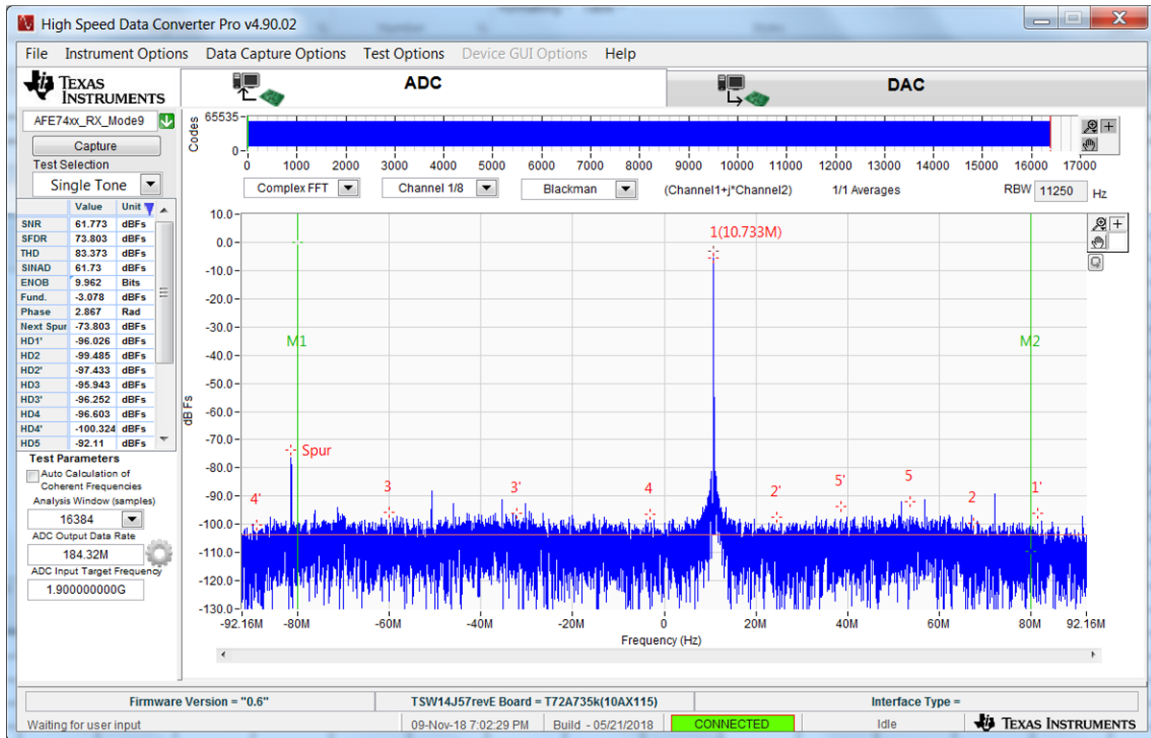 High Speed Data Converter Pro v4.90.02
File Instrument Options Data Capture Options Test Options Device GUI Options Help
TEXAS INSTRUMENTS
ADC
DAC
AFE74xx_RX_Mode9
Capture
Test Selection
Single Tone
Value Unit
SNR 61.773 dBFs
SFDR 73.803 dBFs
THD 83.373 dBFs
SINAD 61.73 dBFs
ENOB 9.962 Bits
Fund. -3.078 dBFs
Phase 2.867 Rad
Next Spur -73.803 dBFs
HD1' -96.026 dBFs
HD2 -99.485 dBFs
HD2' -97.433 dBFs
HD3 -95.943 dBFs
HD3' -96.252 dBFs
HD4 -96.603 dBFs
HD4' -100.324 dBFs
HD5 -92.11 dBFs
Test Parameters
Auto Calculation of
Coherent Frequencies
Analysis Window (samples)
16384
ADC Output Data Rate
184.32M
ADC Input Target Frequency
1.900000000G
Codes
65535
0
0 1000 2000 3000 4000 5000 6000 7000 8000 9000 10000 11000 12000 13000 14000 15000 17000
Complex FFT Channel 1/8 Blackman (Channel1+j*Channel2) 1/1 Averages RBW 11250 Hz
dB Fs
10.0
0.0
-10.0
-20.0
-30.0
-40.0
-50.0
-60.0
-70.0
-80.0
-90.0
-100.0
-110.0
-120.0
-130.0
1(10.733M)
M1
M2
Spur
4' 3 3' 4 2' 5' 5 2 1'
-92.16M -80M -60M -40M -20M 0 20M 40M 60M 80M 92.16M
Frequency (Hz)
Firmware Version = "0.6" TSW14J57revE Board = T72A735k(10AX115) Interface Type =
Waiting for user input 09-Nov-18 7:02:29 PM Build - 05/21/2018 CONNECTED Idle TEXAS INSTRUMENTS